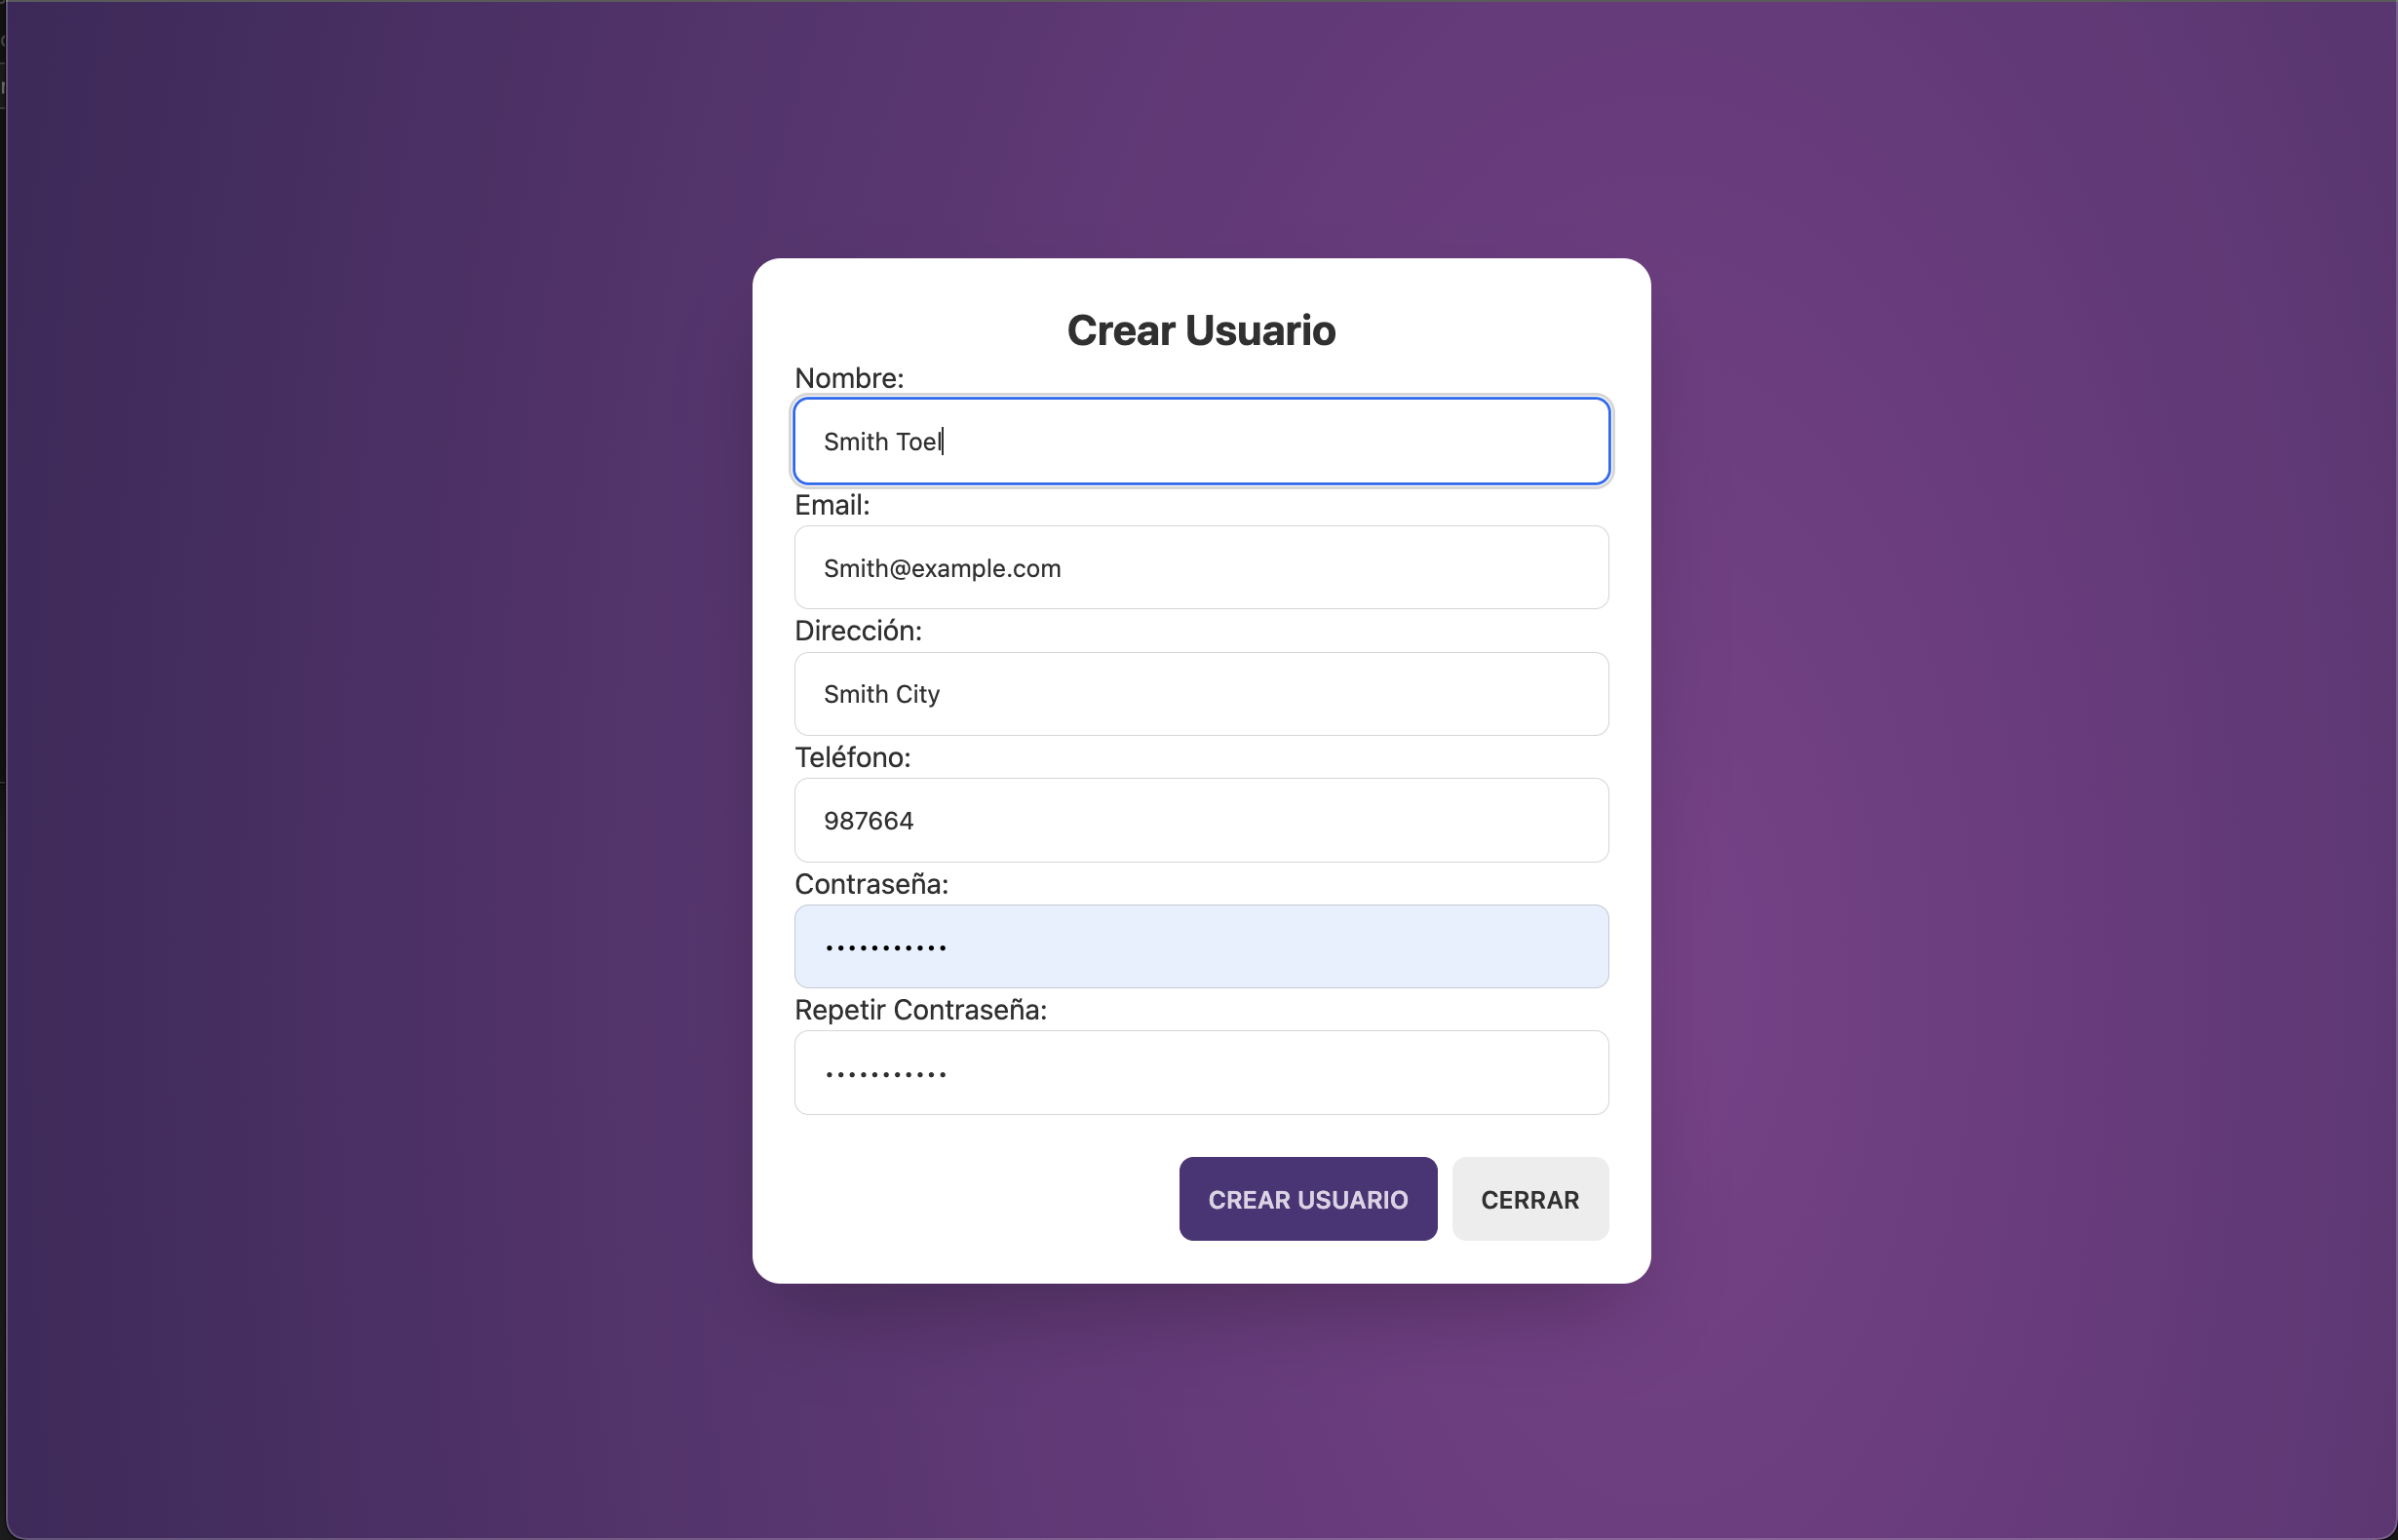 Crear Usuario
Nombre:
Smith Toel
Email:
Smith@example.com
Dirección:
Smith City
Teléfono:
987664
Contraseña:
•••••••••••
Repetir Contraseña:
•••••••••••
CREAR USUARIO CERRAR